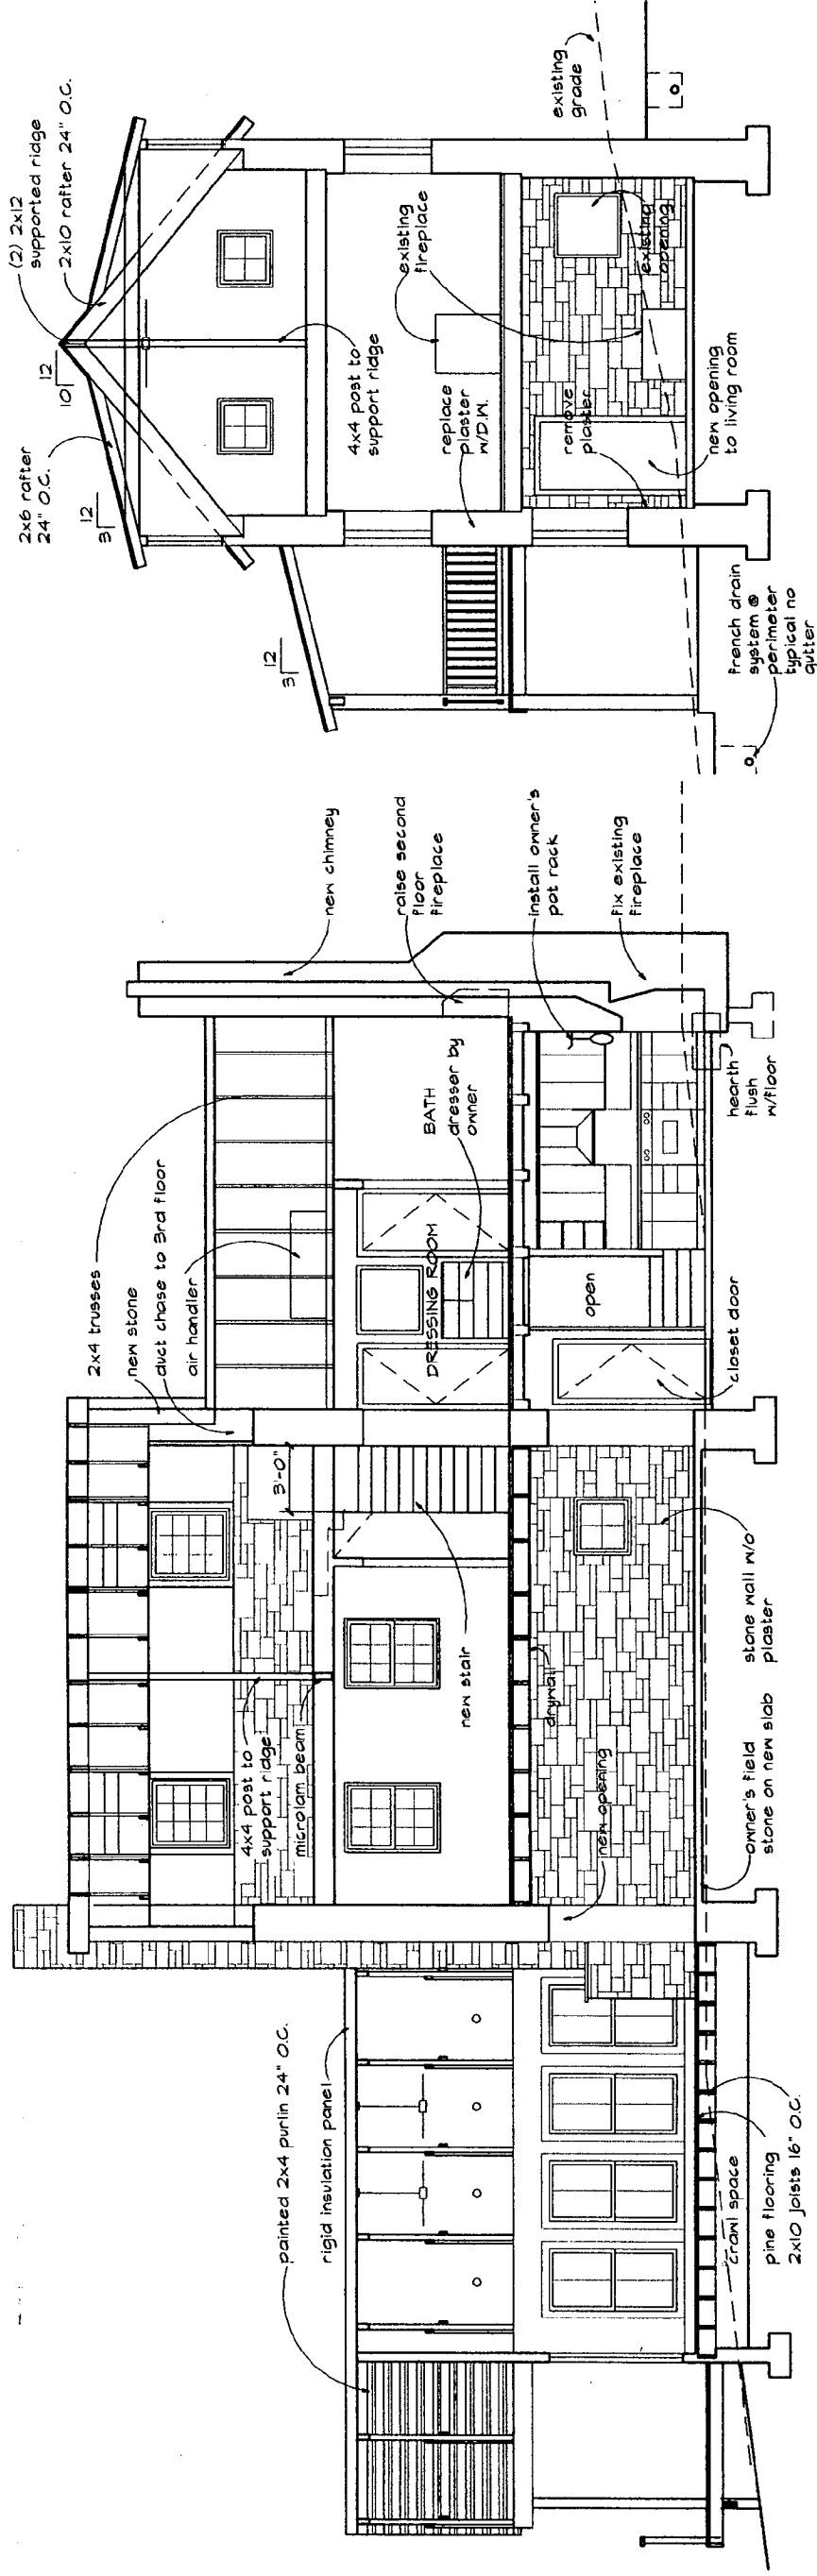 painted 2x4 purlin 24" O.C.
rigid insulation panel
crawl space
pine flooring
2x10 joists 16" O.C.
4x4 post to
support ridge
microlam beam
new opening
owner's field
stone on new slab
drywall
new stair
3'-0"
stone wall w/o
plaster
2x4 trusses
new stone
duct chase to 3rd floor
air handler
DRESSING ROOM
BATH
dresser by
owner
open
closet door
new chimney
raise second
floor
fireplace
install owner's
pot rack
fix existing
fireplace
hearth
flush
w/floor
2x6 rafter
24" O.C.
12
3
12
10
(2) 2x12
supported ridge
2x10 rafter 24" O.C.
12
3
4x4 post to
support ridge
replace
plaster
w/D.W.
existing
fireplace
remove
plaster
existing
opening
new opening
to living room
existing
grade
french drain
system @
perimeter
typical no
gutter